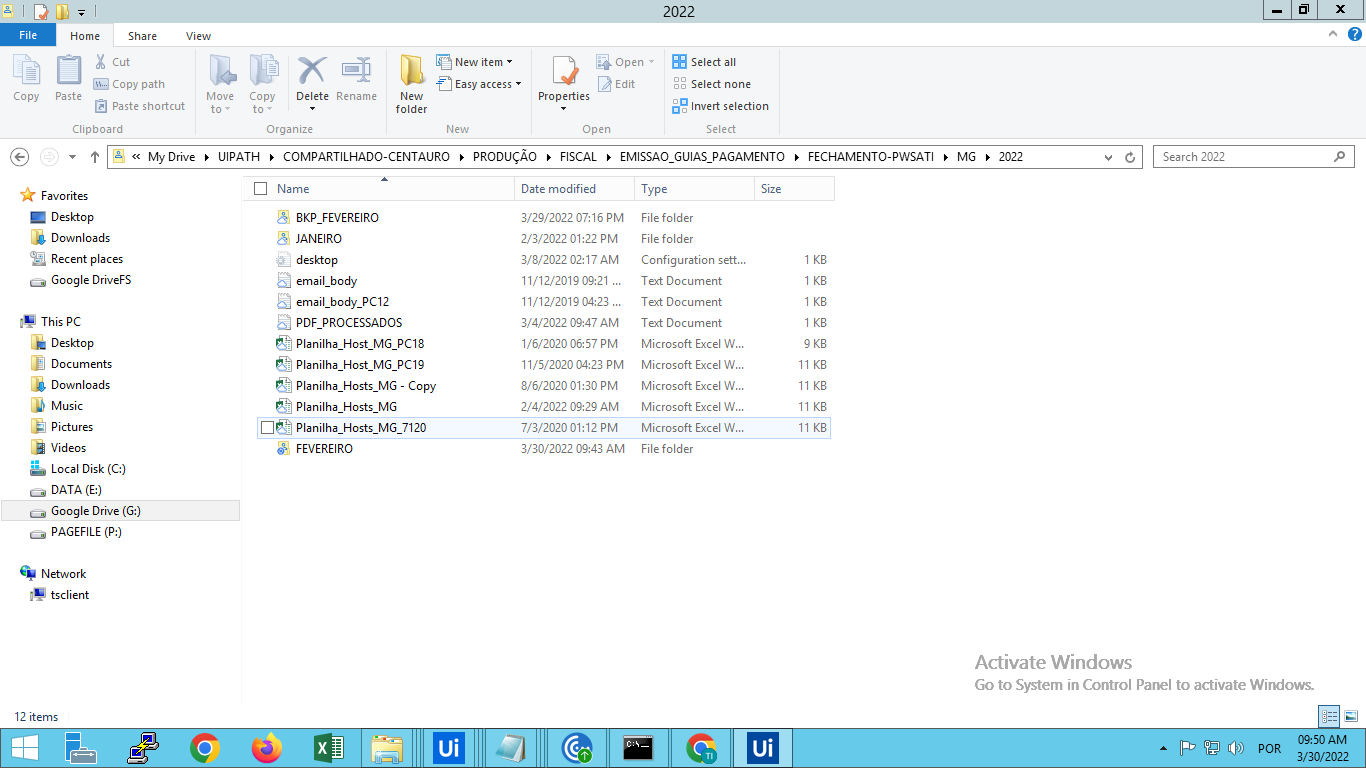 2022
File Home Share View
Copy
Paste
Cut
Copy path
Paste shortcut
Clipboard
Move to
Copy to
Delete
Rename
Organize
New folder
New item
Easy access
New
Properties
Open
Edit
Open
Select all
Select none
Invert selection
Select
« My Drive UIPATH COMPARTILHADO-CENTAURO PRODUÇÃO FISCAL EMISSAO_GUIAS_PAGAMENTO FECHAMENTO-PWSATI MG 2022
Search 2022
Favorites
Desktop
Downloads
Recent places
Google DriveFS
This PC
Desktop
Documents
Downloads
Music
Pictures
Videos
Local Disk (C:)
DATA (E:)
Google Drive (G:)
PAGEFILE (P:)
Network
tsclient
Name Date modified Type Size
BKP_FEVEREIRO 3/29/2022 07:16 PM File folder
JANEIRO 2/3/2022 01:22 PM File folder
desktop 3/8/2022 02:17 AM Configuration sett... 1 KB
email_body 11/12/2019 09:21 ... Text Document 1 KB
email_body_PC12 11/12/2019 04:23 ... Text Document 1 KB
PDF_PROCESSADOS 3/4/2022 09:47 AM Text Document 1 KB
Planilha_Host_MG_PC18 1/6/2020 06:57 PM Microsoft Excel W... 9 KB
Planilha_Host_MG_PC19 11/5/2020 04:23 PM Microsoft Excel W... 11 KB
Planilha_Hosts_MG - Copy 8/6/2020 01:30 PM Microsoft Excel W... 11 KB
Planilha_Hosts_MG 2/4/2022 09:29 AM Microsoft Excel W... 11 KB
Planilha_Hosts_MG_7120 7/3/2020 01:12 PM Microsoft Excel W... 11 KB
FEVEREIRO 3/30/2022 09:43 AM File folder
Activate Windows
Go to System in Control Panel to activate Windows.
12 items
Ui
C:\_
TI
Ui
POR
09:50 AM
3/30/2022